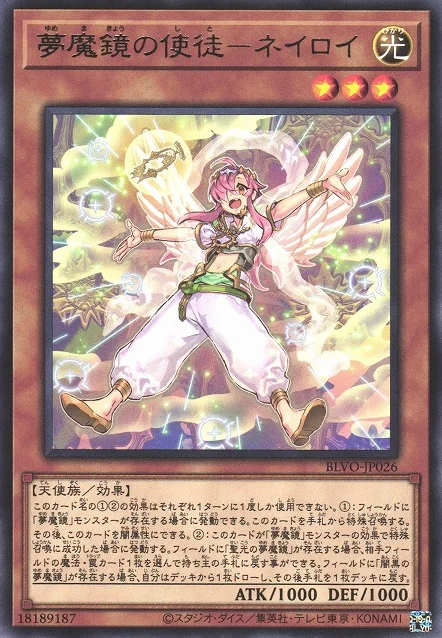 夢魔鏡の使徒－ネイロイ
光
BLVO-JP026
【天使族／効果】
このカード名の①②の効果はそれぞれ1ターンに1度しか使用できない。①：フィールドに
「夢魔鏡」モンスターが存在する場合に発動できる。このカードを手札から特殊召喚する。
その後、このカードを闇属性にできる。②：このカードが「夢魔鏡」モンスターの効果で特殊
召喚に成功した場合に発動できる。フィールドに「聖光の夢魔鏡」が存在する場合、相手フィール
ドの魔法・罠カード1枚を選んで持ち主の手札に戻す事ができる。フィールドに「闇黒の
夢魔鏡」が存在する場合、自分はデッキから1枚ドローし、その後手札を1枚デッキに戻す。
ATK/1000 DEF/1000
18189187
©スタジオ・ダイス／集英社・テレビ東京・KONAMI